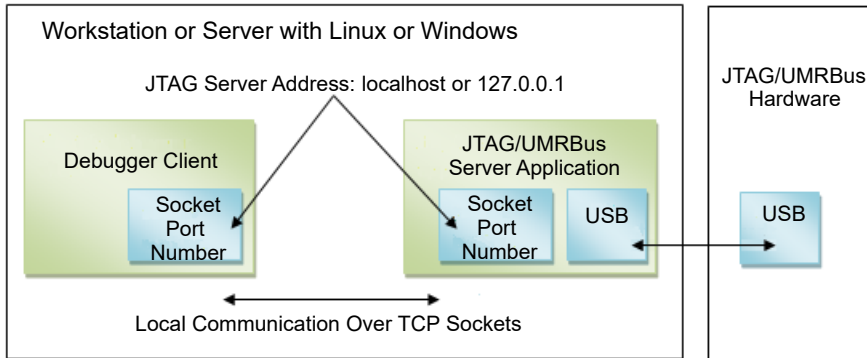 Workstation or Server with Linux or Windows
JTAG Server Address: localhost or 127.0.0.1
Debugger Client
Socket
Port
Number
JTAG/UMRBus
Server Application
Socket
Port
Number
USB
Local Communication Over TCP Sockets
JTAG/UMRBus
Hardware
USB